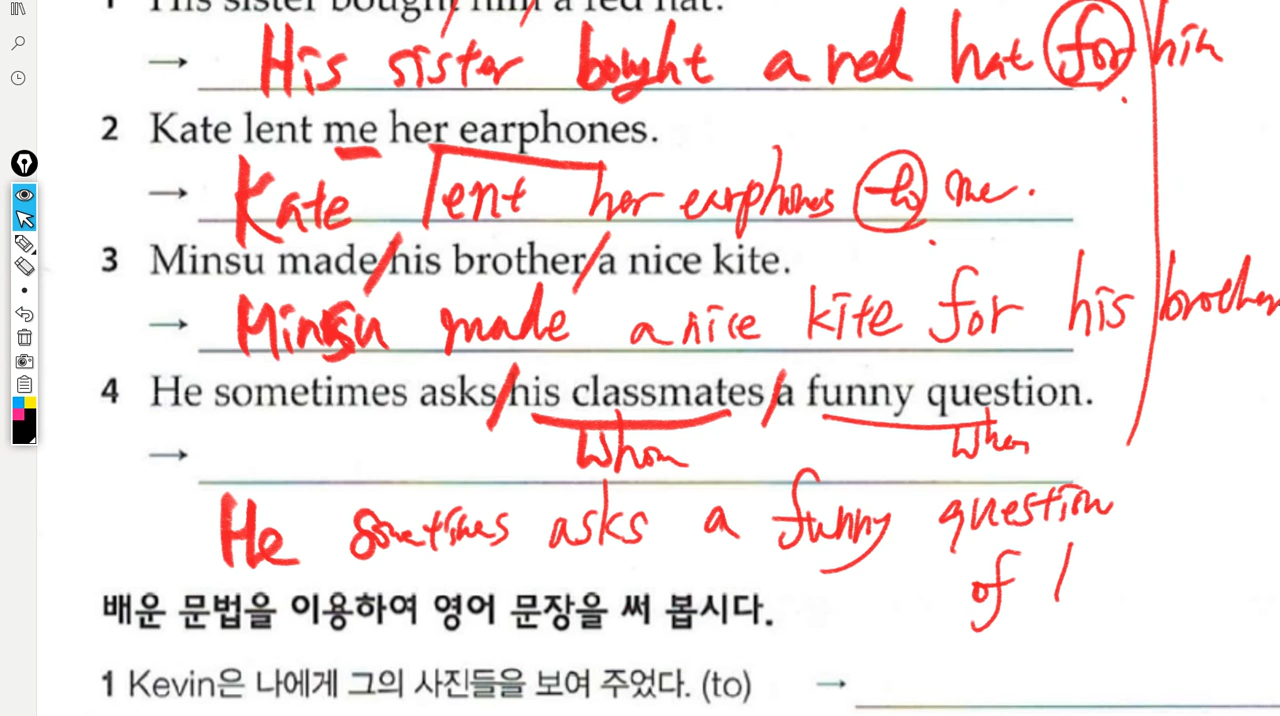 His sister bought him a red hat.
→ His sister bought a red hat for him
2 Kate lent me her earphones.
→ Kate lent her earphones to me.
3 Minsu made his brother a nice kite.
→ Minsu made a nice kite for his brother
4 He sometimes asks his classmates a funny question.
Whom
→
He sometimes asks a funny question
of
배운 문법을 이용하여 영어 문장을 써 봅시다.
1 Kevin은 나에게 그의 사진들을 보여 주었다. (to) →